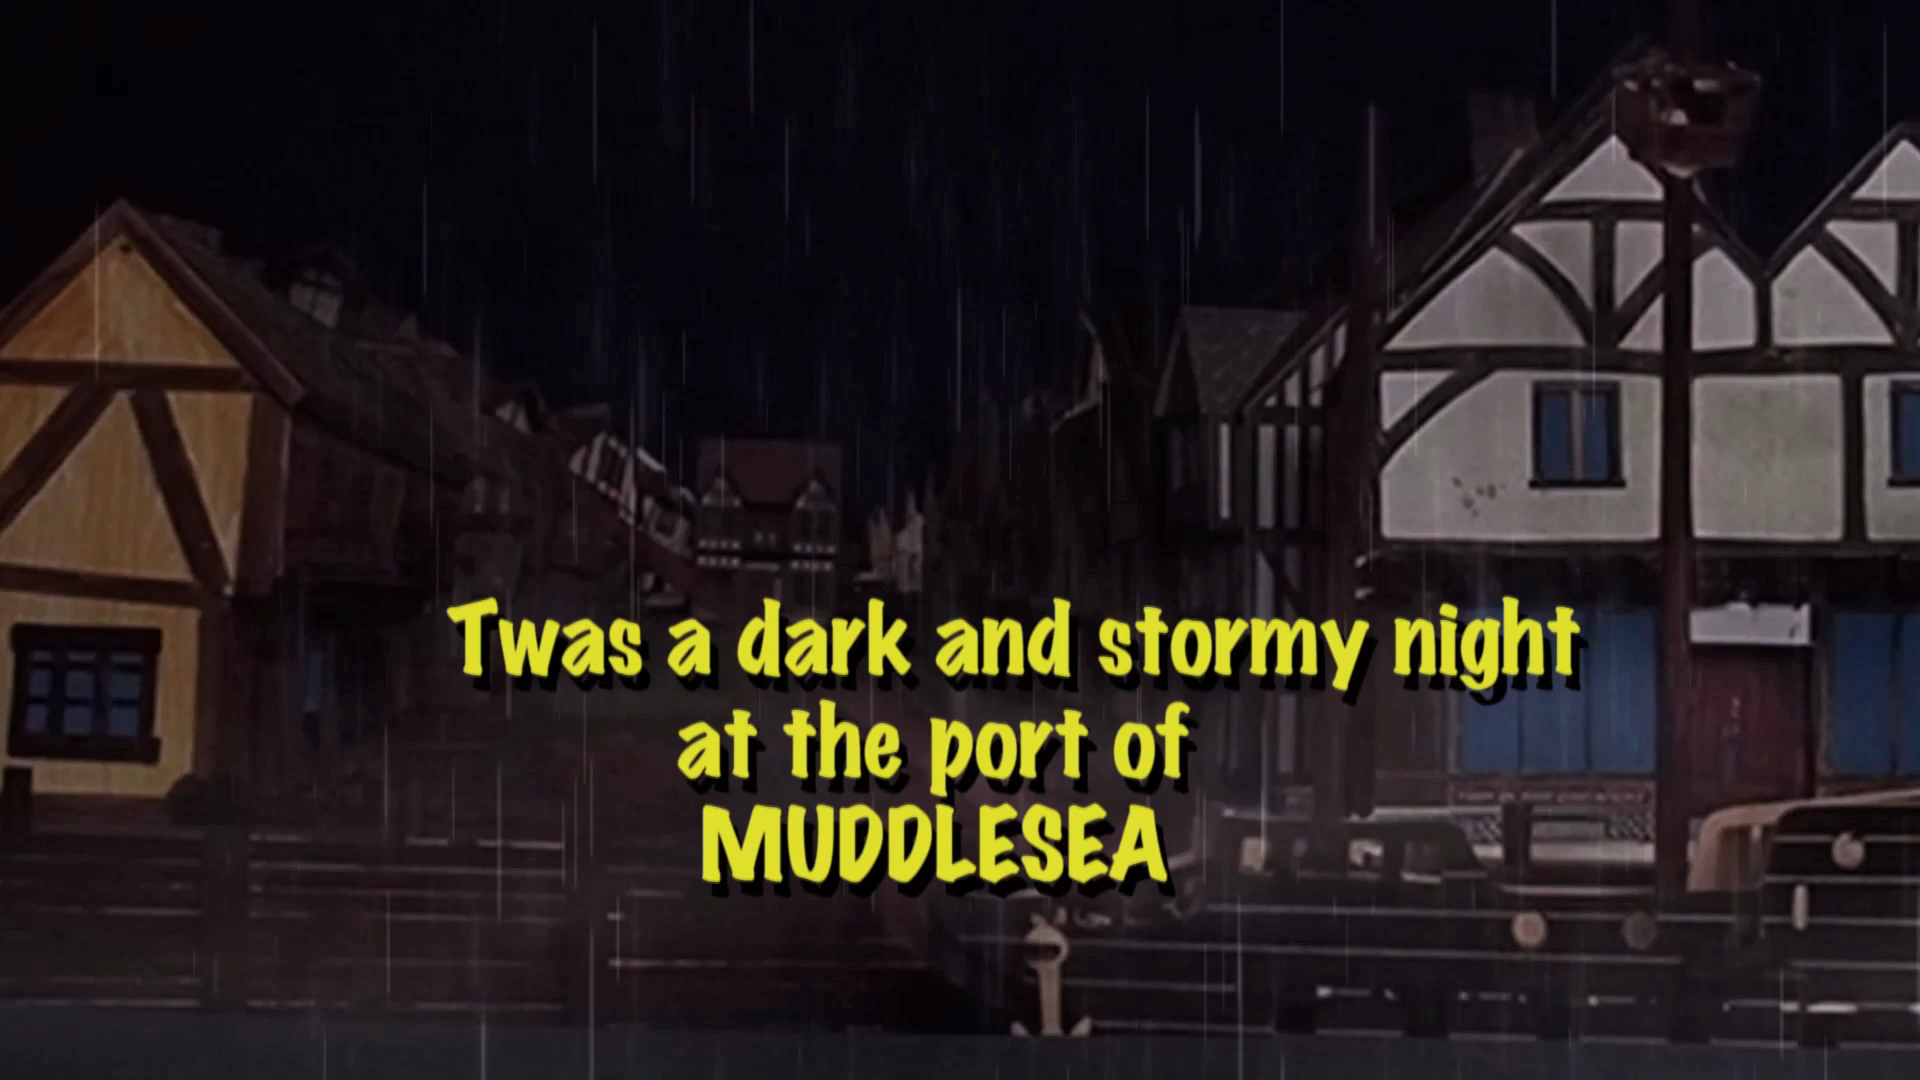 Twas a dark and stormy night
at the port of
MUDDLESEA